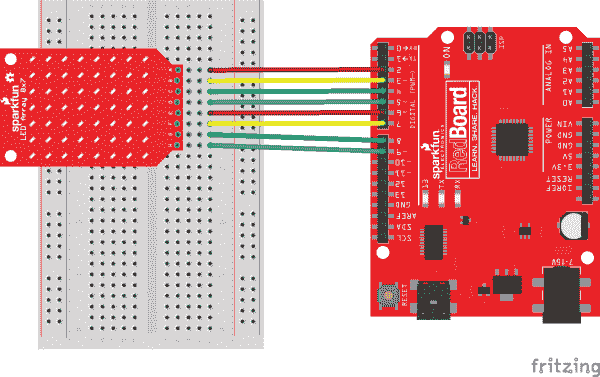 sparkfun
LED Array 8x7
ON
ISP
0
1
2
3~
4
5~
6~
7
8
9~
10~
11~
12
13
GND
AREF
SDA
SCL
DIGITAL (PWM~)
sparkfun
ELECTRONICS
RedBoard
LEARN. SHARE. HACK
13
TX
RX
ANALOG IN
A5
A4
A3
A2
A1
A0
POWER
VIN
GND
GND
5V
3.3V
RESET
IOREF
7-15V
RESET
fritzing